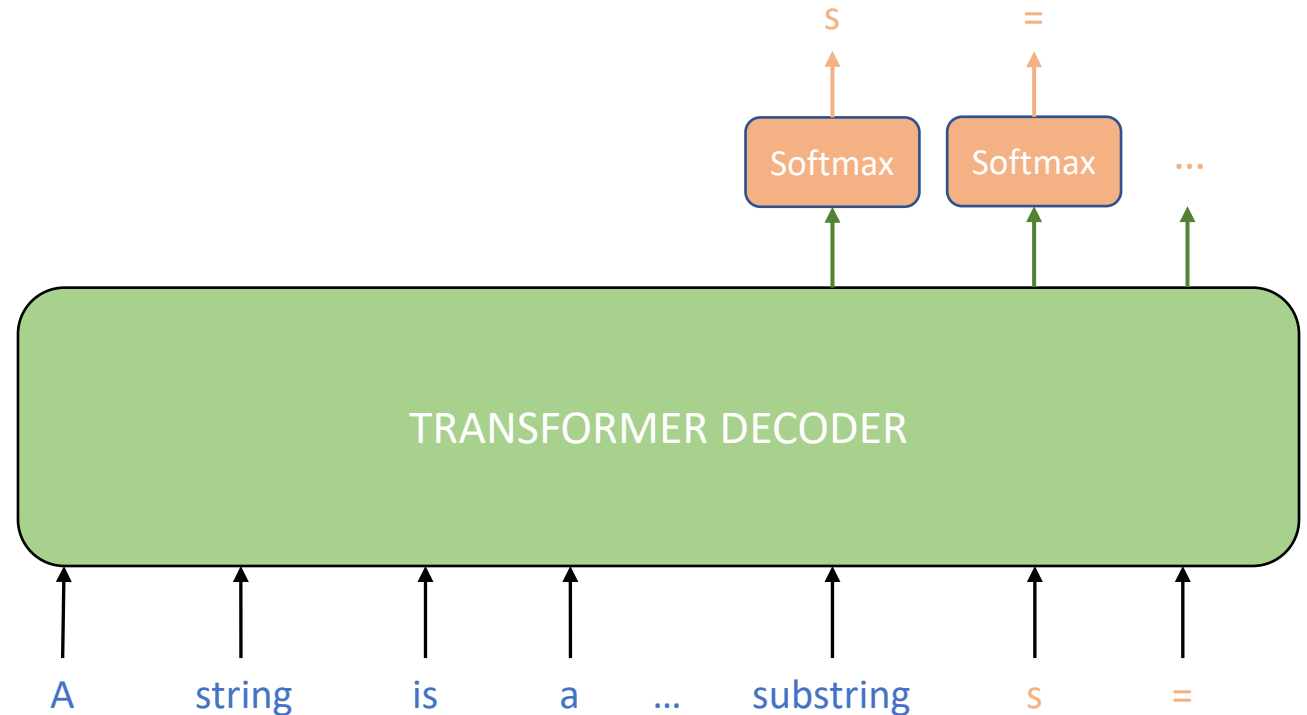 s =
Softmax Softmax ...
TRANSFORMER DECODER
A string is a ... substring s =